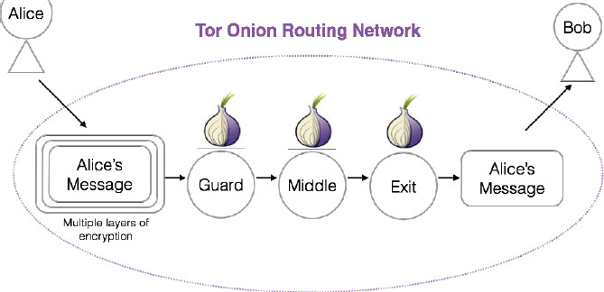 Alice
Tor Onion Routing Network
Bob
Alice's
Message
Multiple layers of
encryption
Guard
Middle
Exit
Alice's
Message